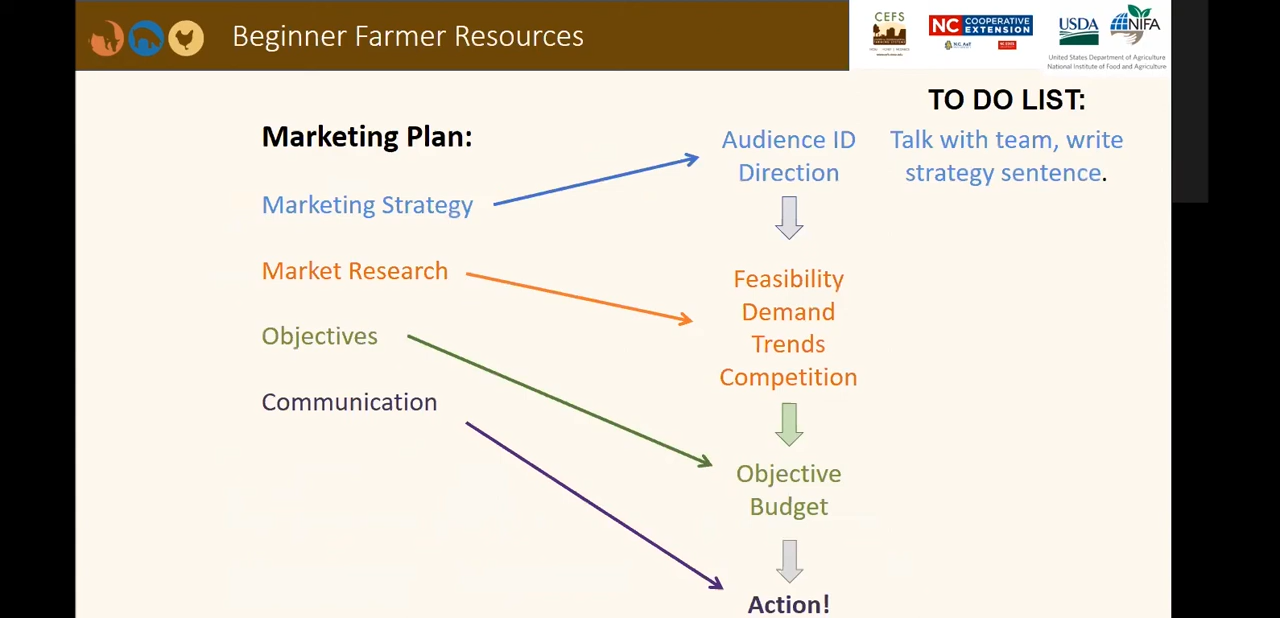 Beginner Farmer Resources
CEFS
NC COOPERATIVE
EXTENSION
USDA
NIFA
United States Department of Agriculture
National Institute of Food and Agriculture
TO DO LIST:
Marketing Plan:
Audience ID
Direction
Talk with team, write
strategy sentence.
Marketing Strategy
Market Research
Feasibility
Demand
Trends
Competition
Objectives
Communication
Objective
Budget
Action!